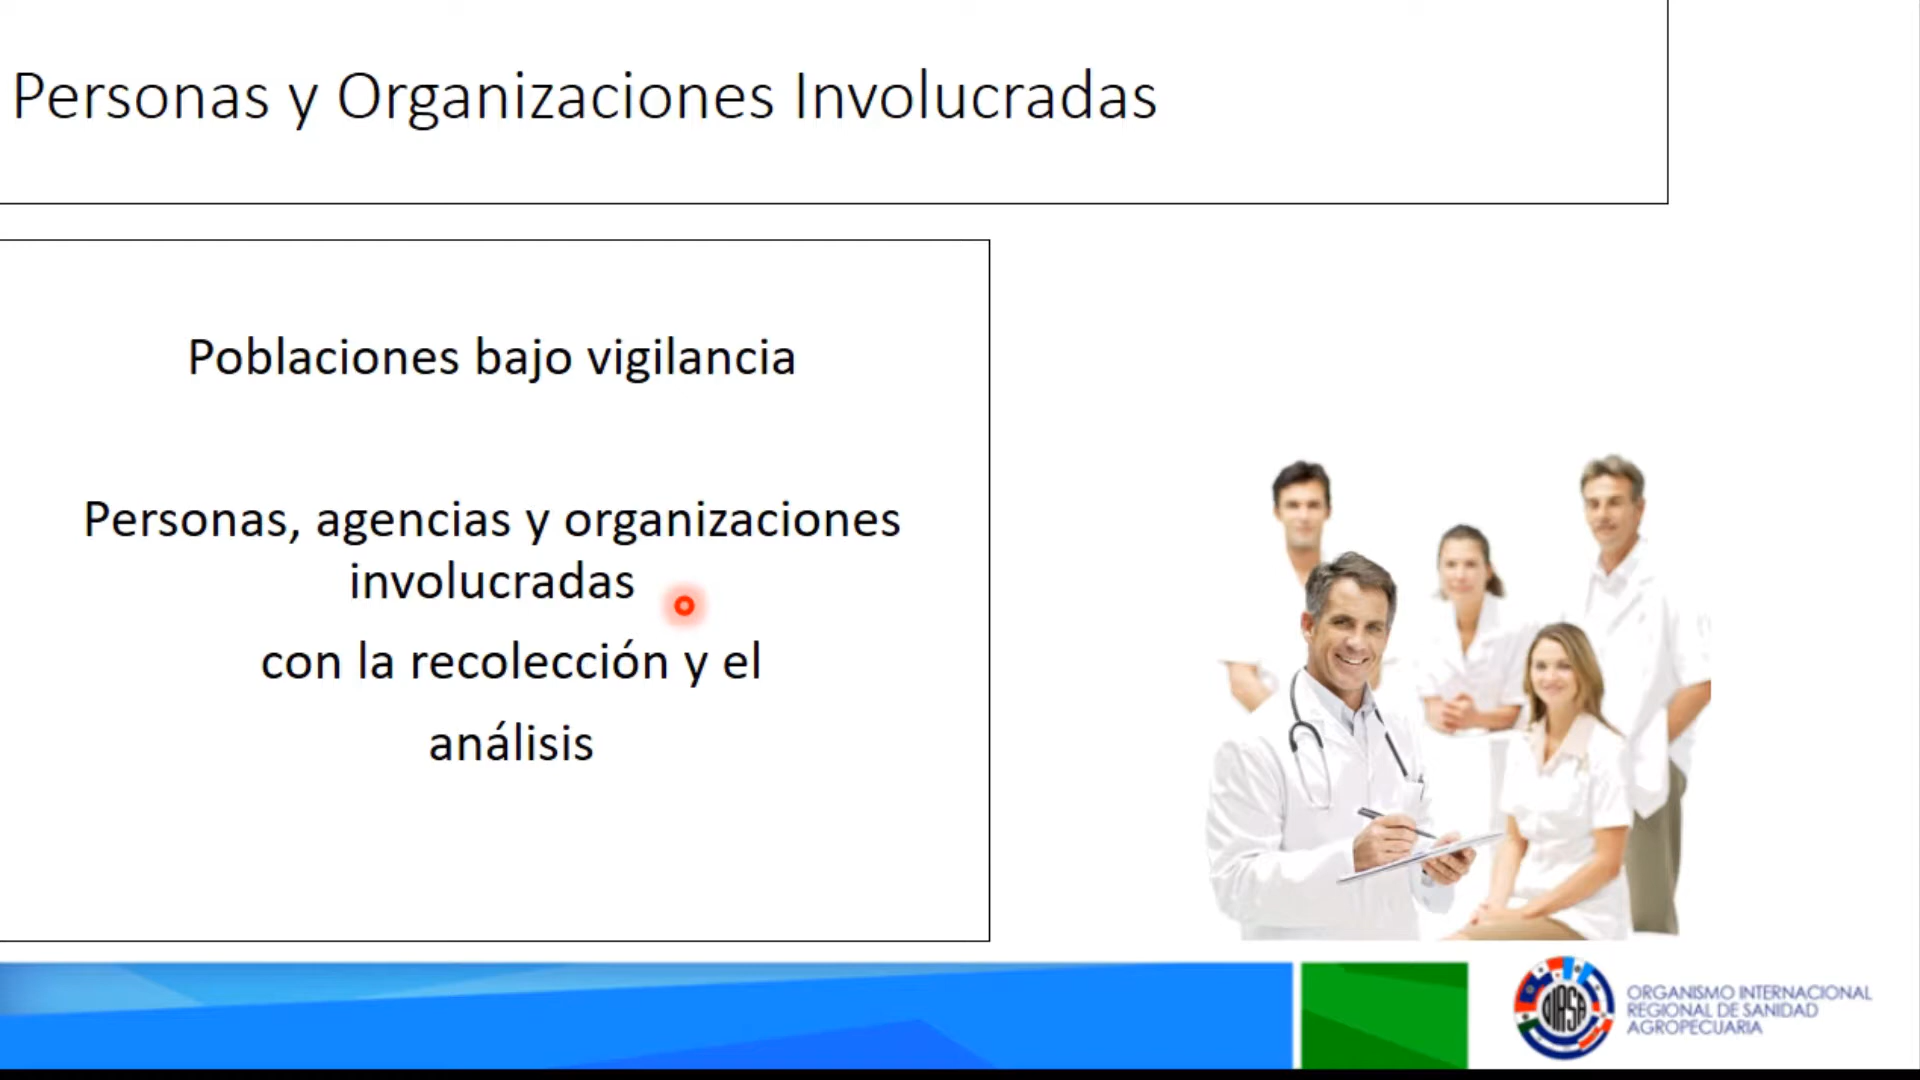 Personas y Organizaciones Involucradas
Poblaciones bajo vigilancia
Personas, agencias y organizaciones
involucradas
con la recolección y el
análisis
OIRSA
ORGANISMO INTERNACIONAL
REGIONAL DE SANIDAD
AGROPECUARIA